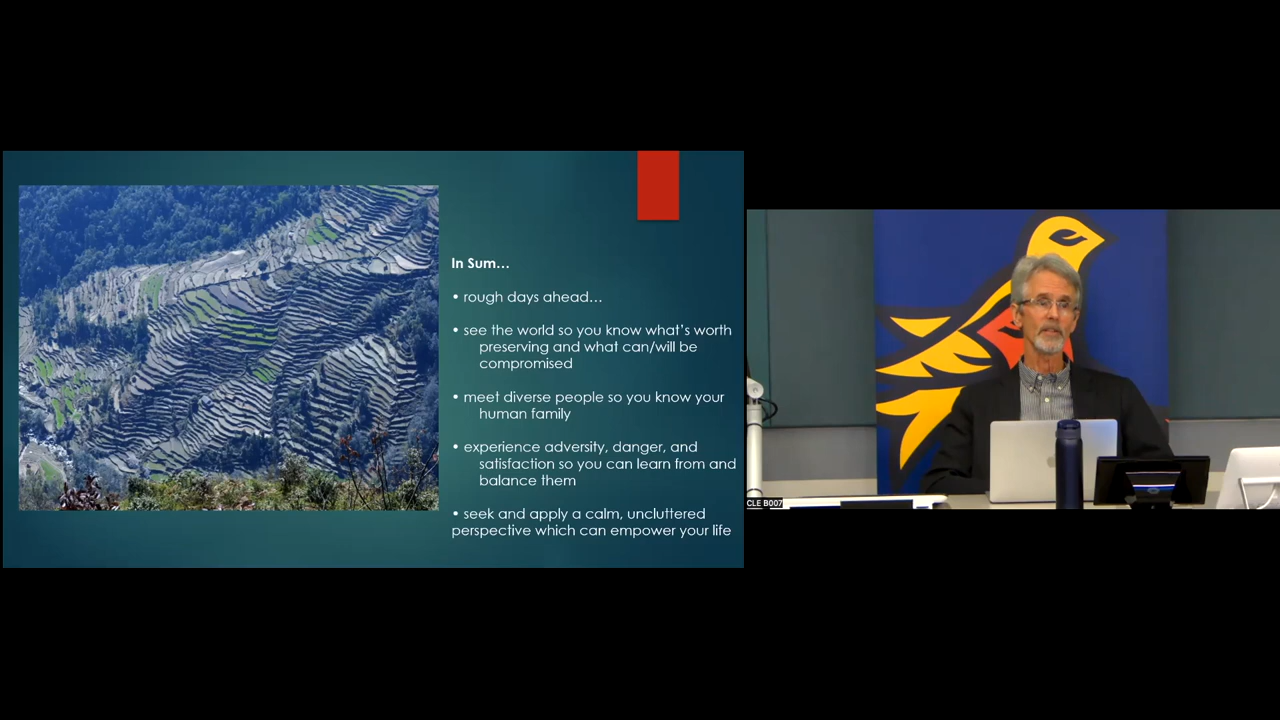 In Sum…
• rough days ahead…
• see the world so you know what's worth
preserving and what can/will be
compromised
• meet diverse people so you know your
human family
• experience adversity, danger, and
satisfaction so you can learn from and
balance them
• seek and apply a calm, uncluttered
perspective which can empower your life
CLE B007